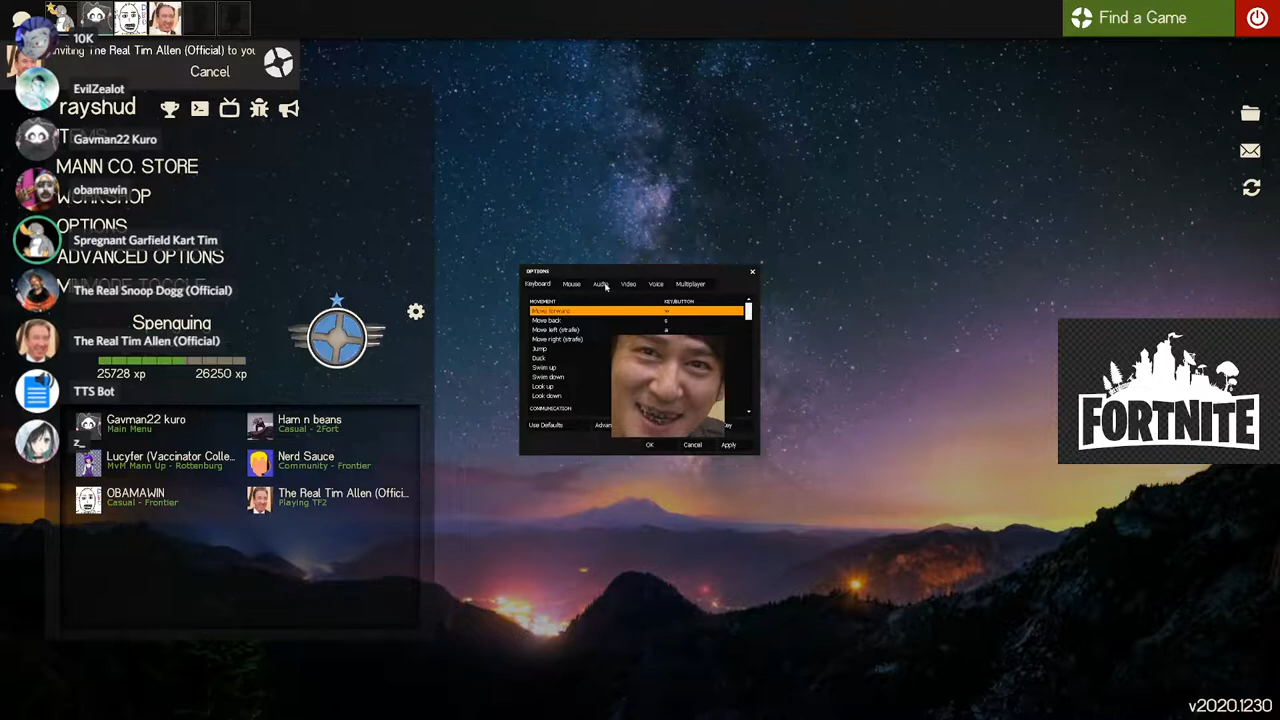 Find a Game
10K
inviting The Real Tim Allen (Official) to you
Cancel
EvilZealot
rayshud
Gavman22 Kuro
MANN CO. STORE
obamawin
WORKSHOP
OPTIONS
Spregnant Garfield Kart Tim
ADVANCED OPTIONS
The Real Snoop Dogg (Official)
Spenguing
The Real Tim Allen (Official)
25728 xp
26250 xp
TTS Bot
z_
Gavman22 kuro
Main Menu
Ham n beans
Casual - 2Fort
Lucyfer (Vaccinator Colle...
MvM Mann Up - Rottenburg
Nerd Sauce
Community - Frontier
OBAMAWIN
Casual - Frontier
The Real Tim Allen (Offici...
Playing TF2
OPTIONS
Keyboard Mouse Audio Video Voice Multiplayer
MOVEMENT KEY/BUTTON
Move forward w
Move back s
Move left (strafe) a
Move right (strafe)
Jump
Duck
Swim up
Swim down
Look up
Look down
COMMUNICATION
Use Defaults
OK Cancel Apply
FORTNITE
v2020.1230